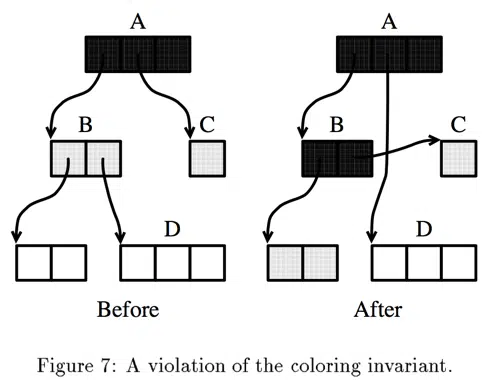 A A
B C B C
D D
Before After
Figure 7: A violation of the coloring invariant.